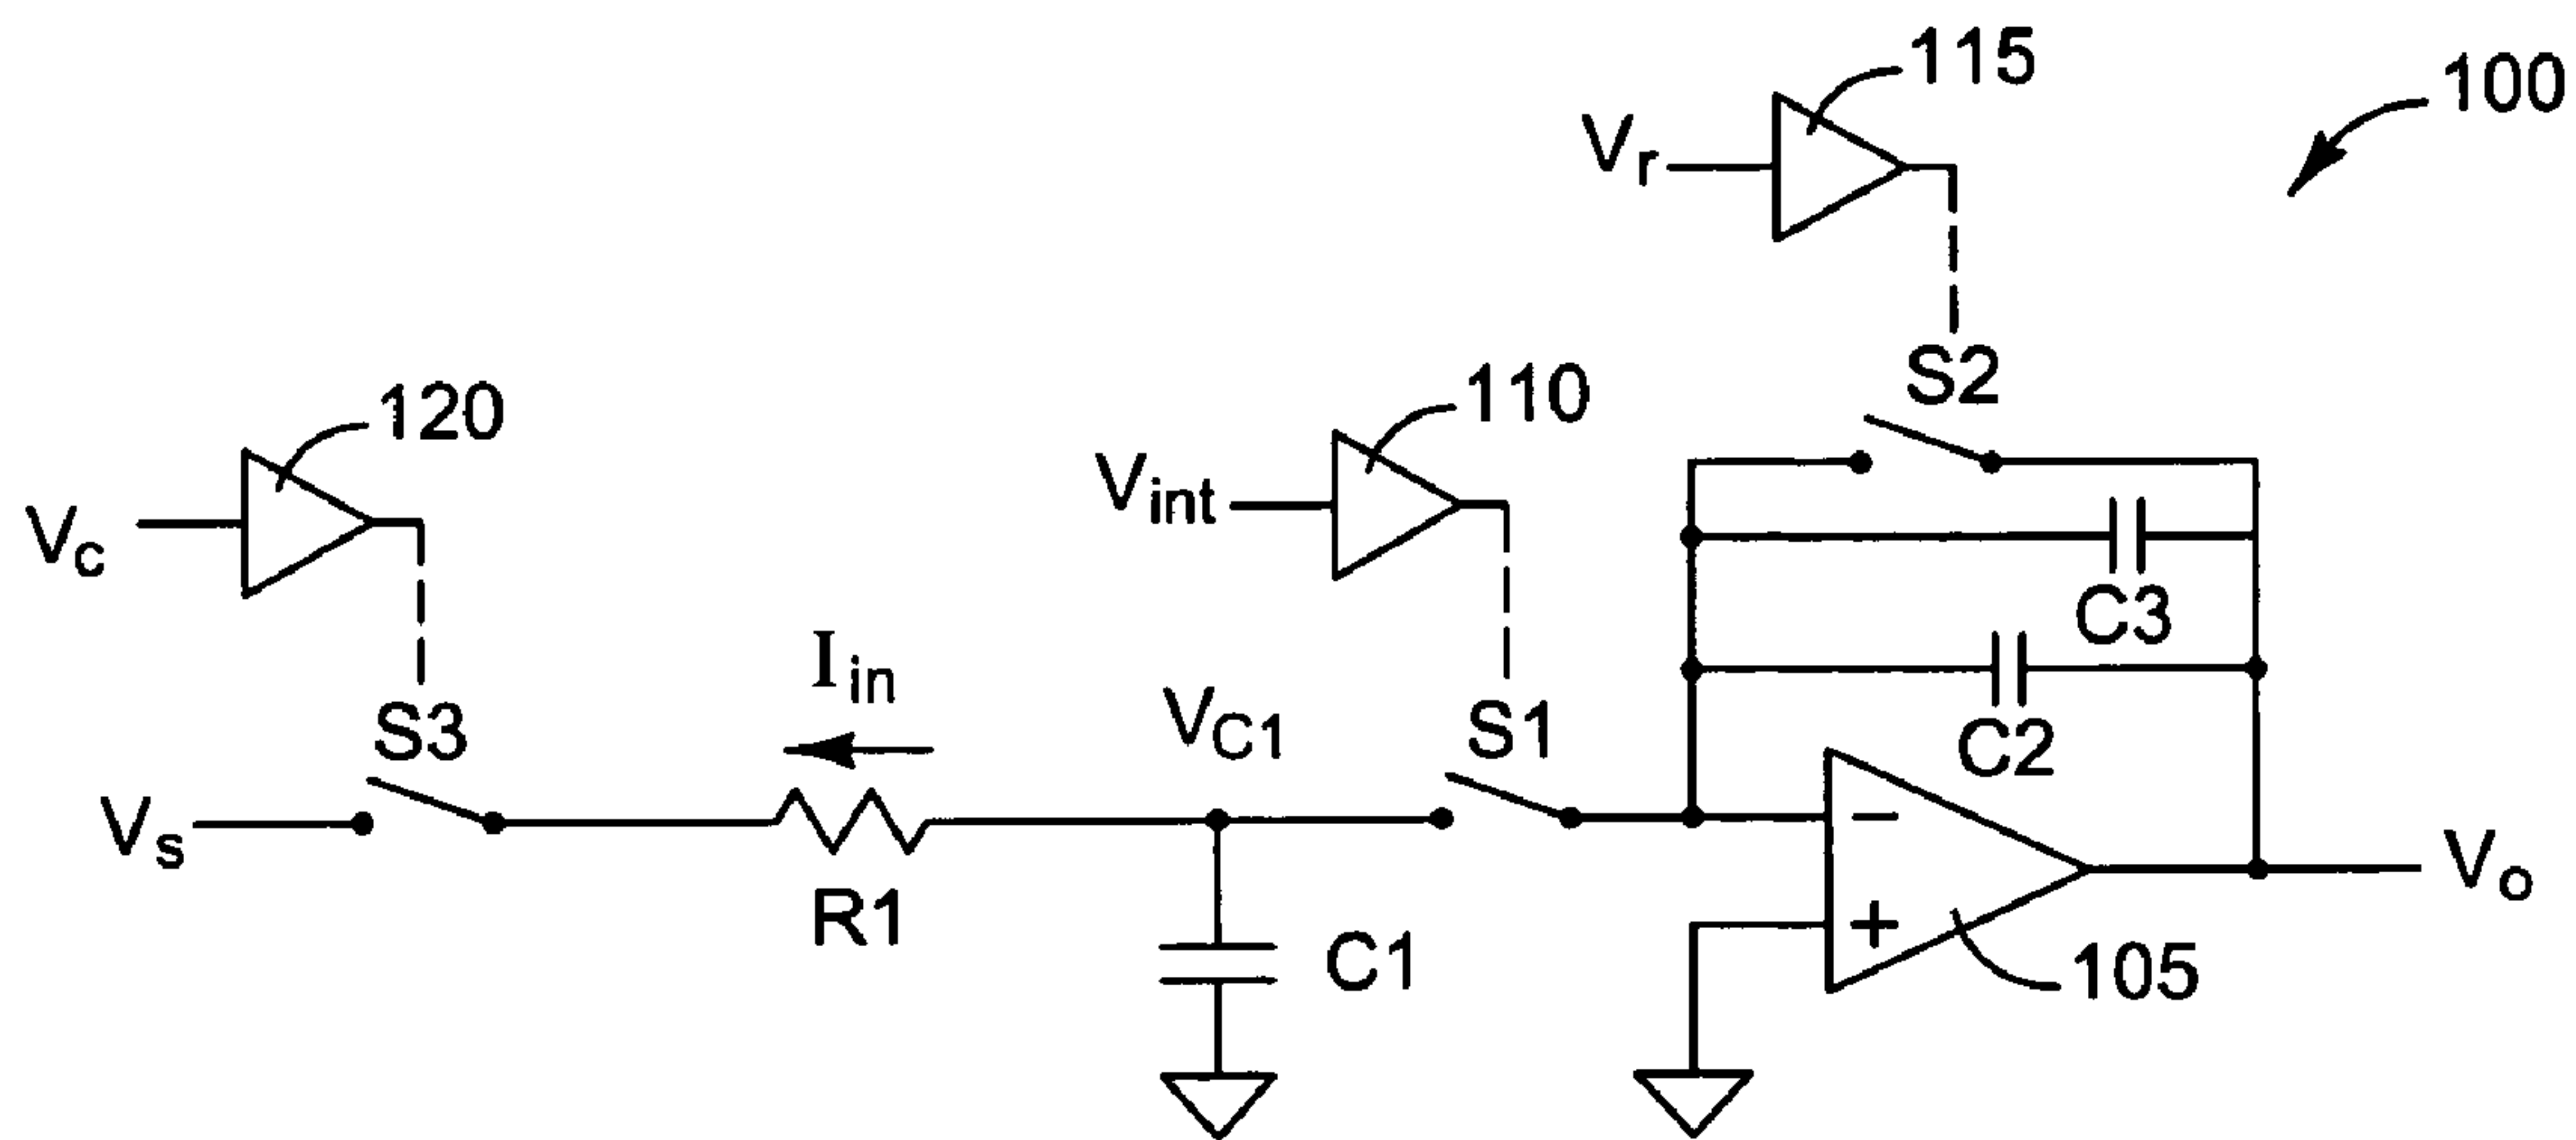 115
100
Vr
S2
110
120
Vint
Vc
C3
Iin
VC1
S1
S3
C2
Vs
−
Vo
R1
+
C1
105